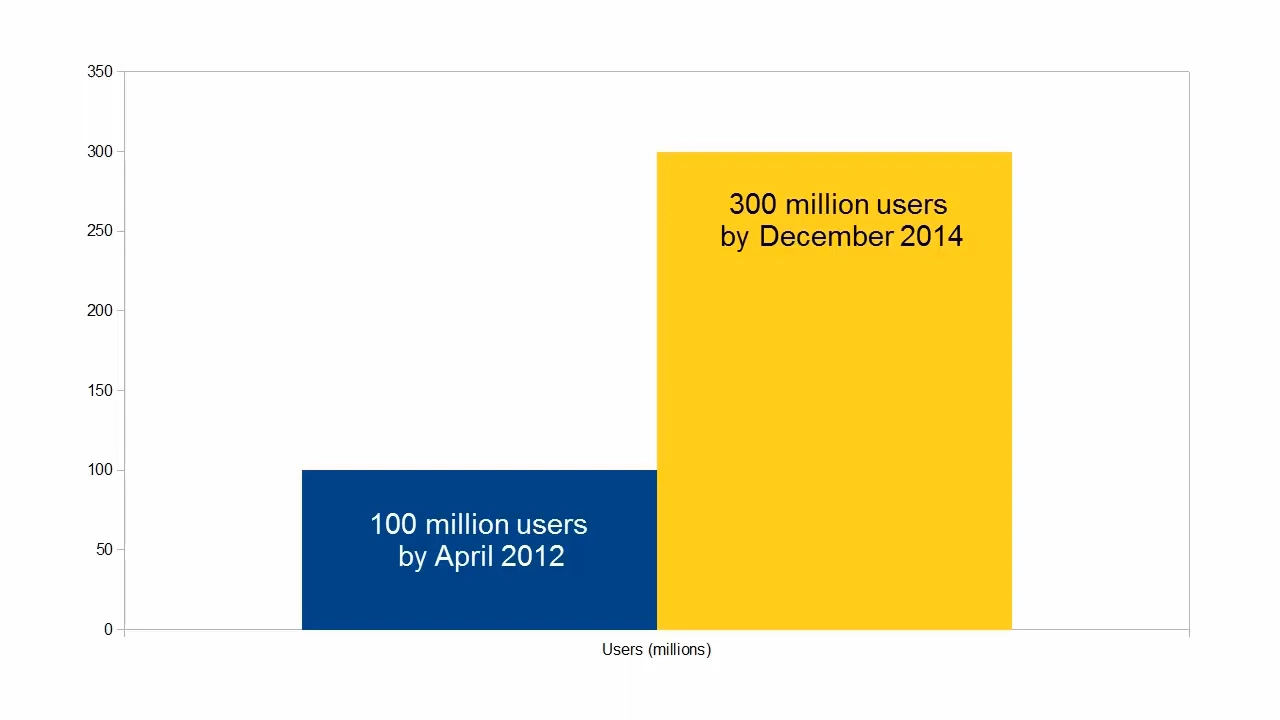 350
300
250
200
150
100
50
0
300 million users
by December 2014
100 million users
by April 2012
Users (millions)